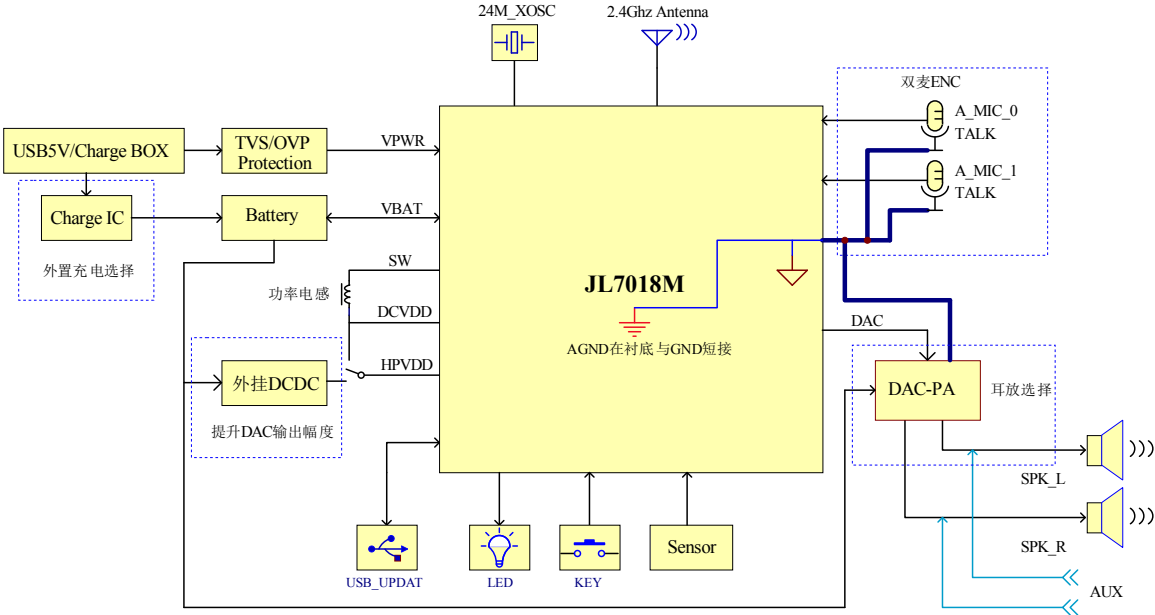 24M_XOSC
2.4Ghz Antenna
双麦ENC
A_MIC_0
TALK
A_MIC_1
TALK
USB5V/Charge BOX
TVS/OVP
Protection
VPWR
Charge IC
Battery
VBAT
外置充电选择
SW
功率电感
DCVDD
HPVDD
外挂DCDC
提升DAC输出幅度
JL7018M
AGND在衬底与GND短接
DAC
DAC-PA
耳放选择
SPK_L
SPK_R
AUX
USB_UPDAT
LED
KEY
Sensor